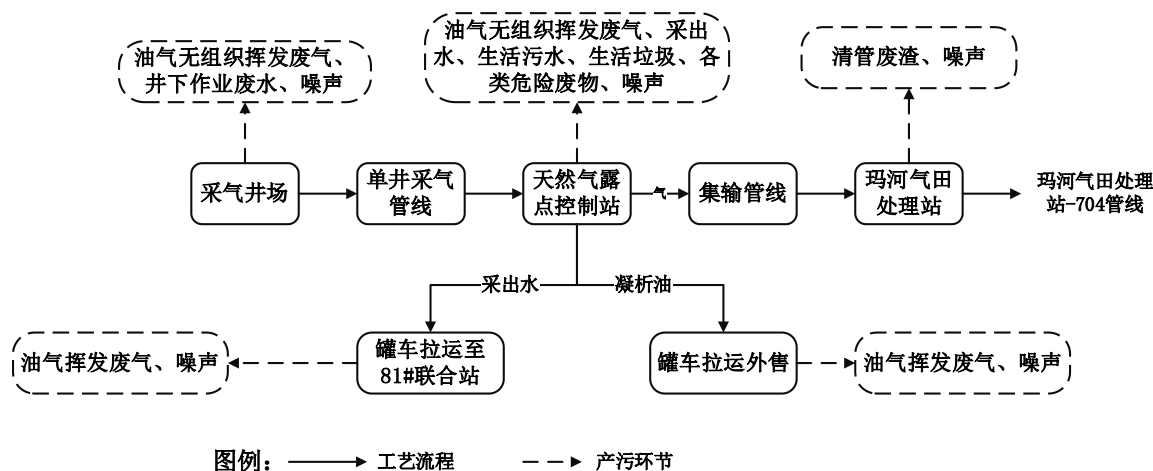 油气无组织挥发废气、
井下作业废水、噪声
油气无组织挥发废气、采出
水、生活污水、生活垃圾、各
类危险废物、噪声
清管废渣、噪声
采气井场
单井采气
管线
天然气露
点控制站
气
集输管线
玛河气田
处理站
玛河气田处理
站-704管线
采出水
凝析油
油气挥发废气、噪声
罐车拉运至
81#联合站
罐车拉运外售
油气挥发废气、噪声
图例：
工艺流程
产污环节